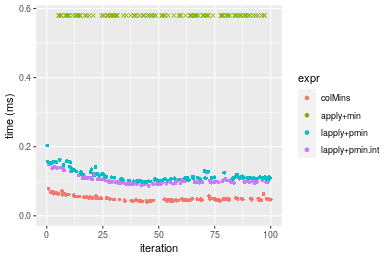 0.6
0.4
0.2
0.0
time (ms)
0
25
50
75
100
iteration
expr
colMins
apply+min
lapply+pmin
lapply+pmin.int